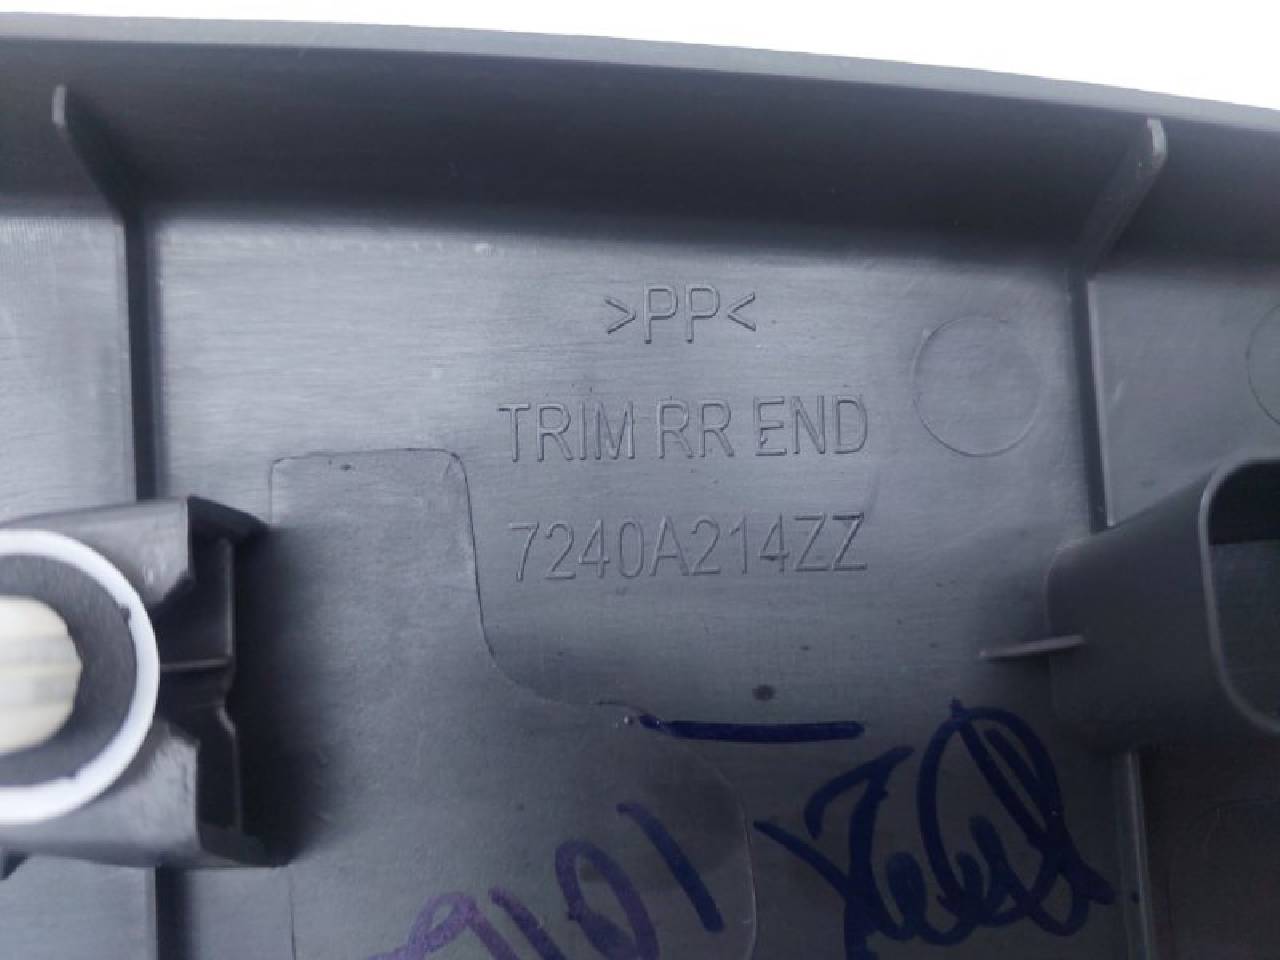 >PP<
TRIM RR END
7240A214ZZ